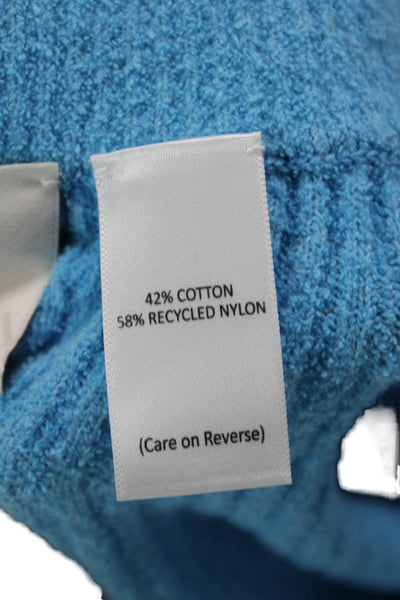 42% COTTON
58% RECYCLED NYLON
(Care on Reverse)